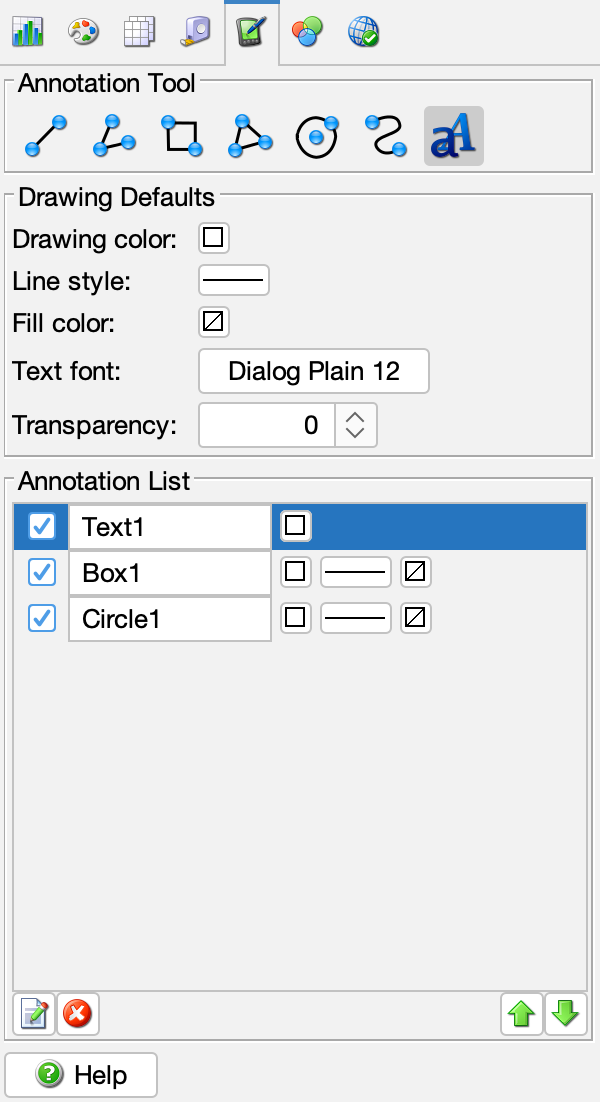 Annotation Tool
aA
Drawing Defaults
Drawing color:
Line style:
Fill color:
Text font: Dialog Plain 12
Transparency: 0
Annotation List
Text1
Box1
Circle1
Help